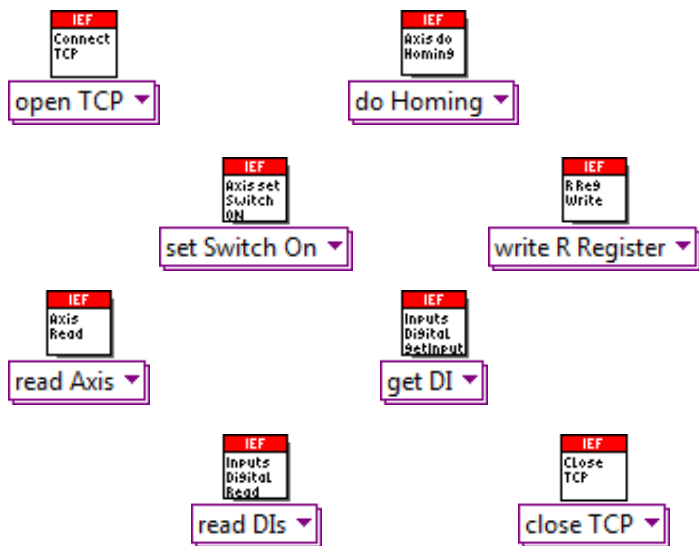 IEF
Connect
TCP
open TCP
IEF
Axis do
Homing
do Homing
IEF
Axis set
Switch
ON
set Switch On
IEF
R Reg
Write
write R Register
IEF
Axis
Read
read Axis
IEF
Inputs
Digital
getInput
get DI
IEF
Inputs
Digital
Read
read DIs
IEF
Close
TCP
close TCP